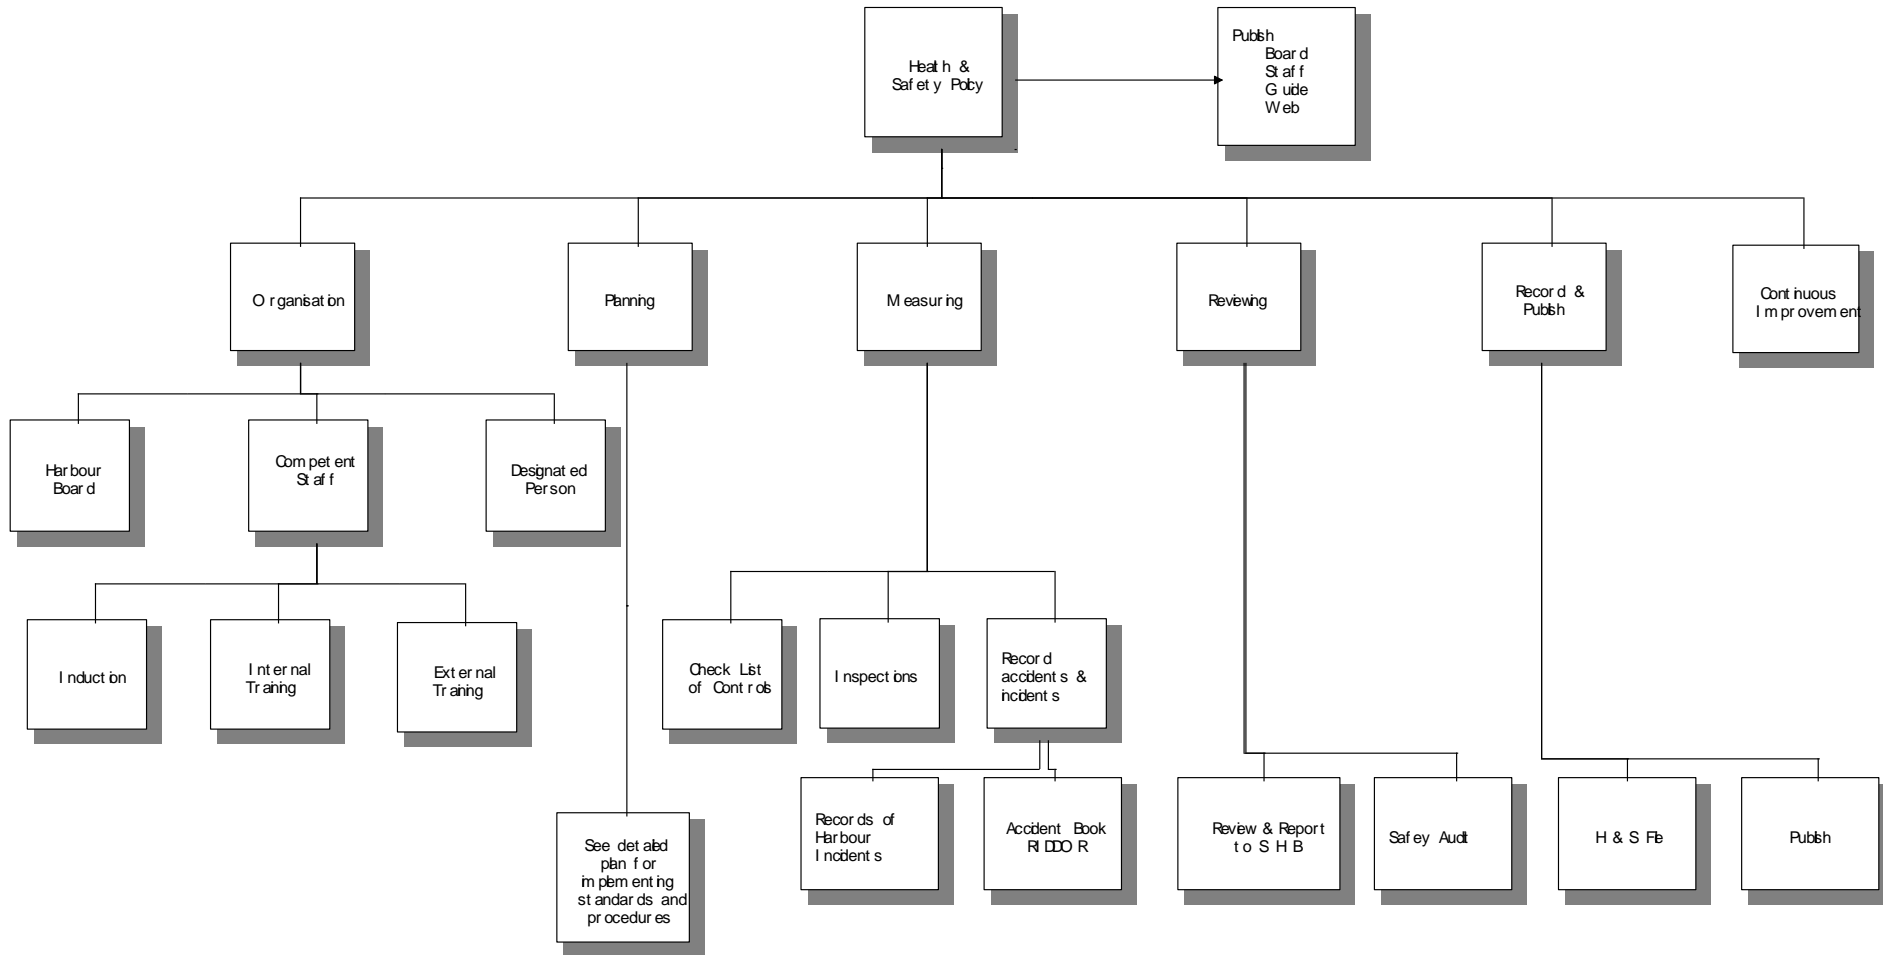 Health &
Safety Policy
Publish
Board
Staff
Guide
Web
Organisation
Planning
Measuring
Reviewing
Record &
Publish
Continuous
Improvement
Harbour
Board
Competent
Staff
Designated
Person
Induction
Internal
Training
External
Training
Check List
of Controls
Inspections
Record
accidents &
incidents
See detailed
plan for
implementing
standards and
procedures
Records of
Harbour
Incidents
Accident Book
RIDDOR
Review & Report
to SHB
Safey Audit
H & S File
Publish